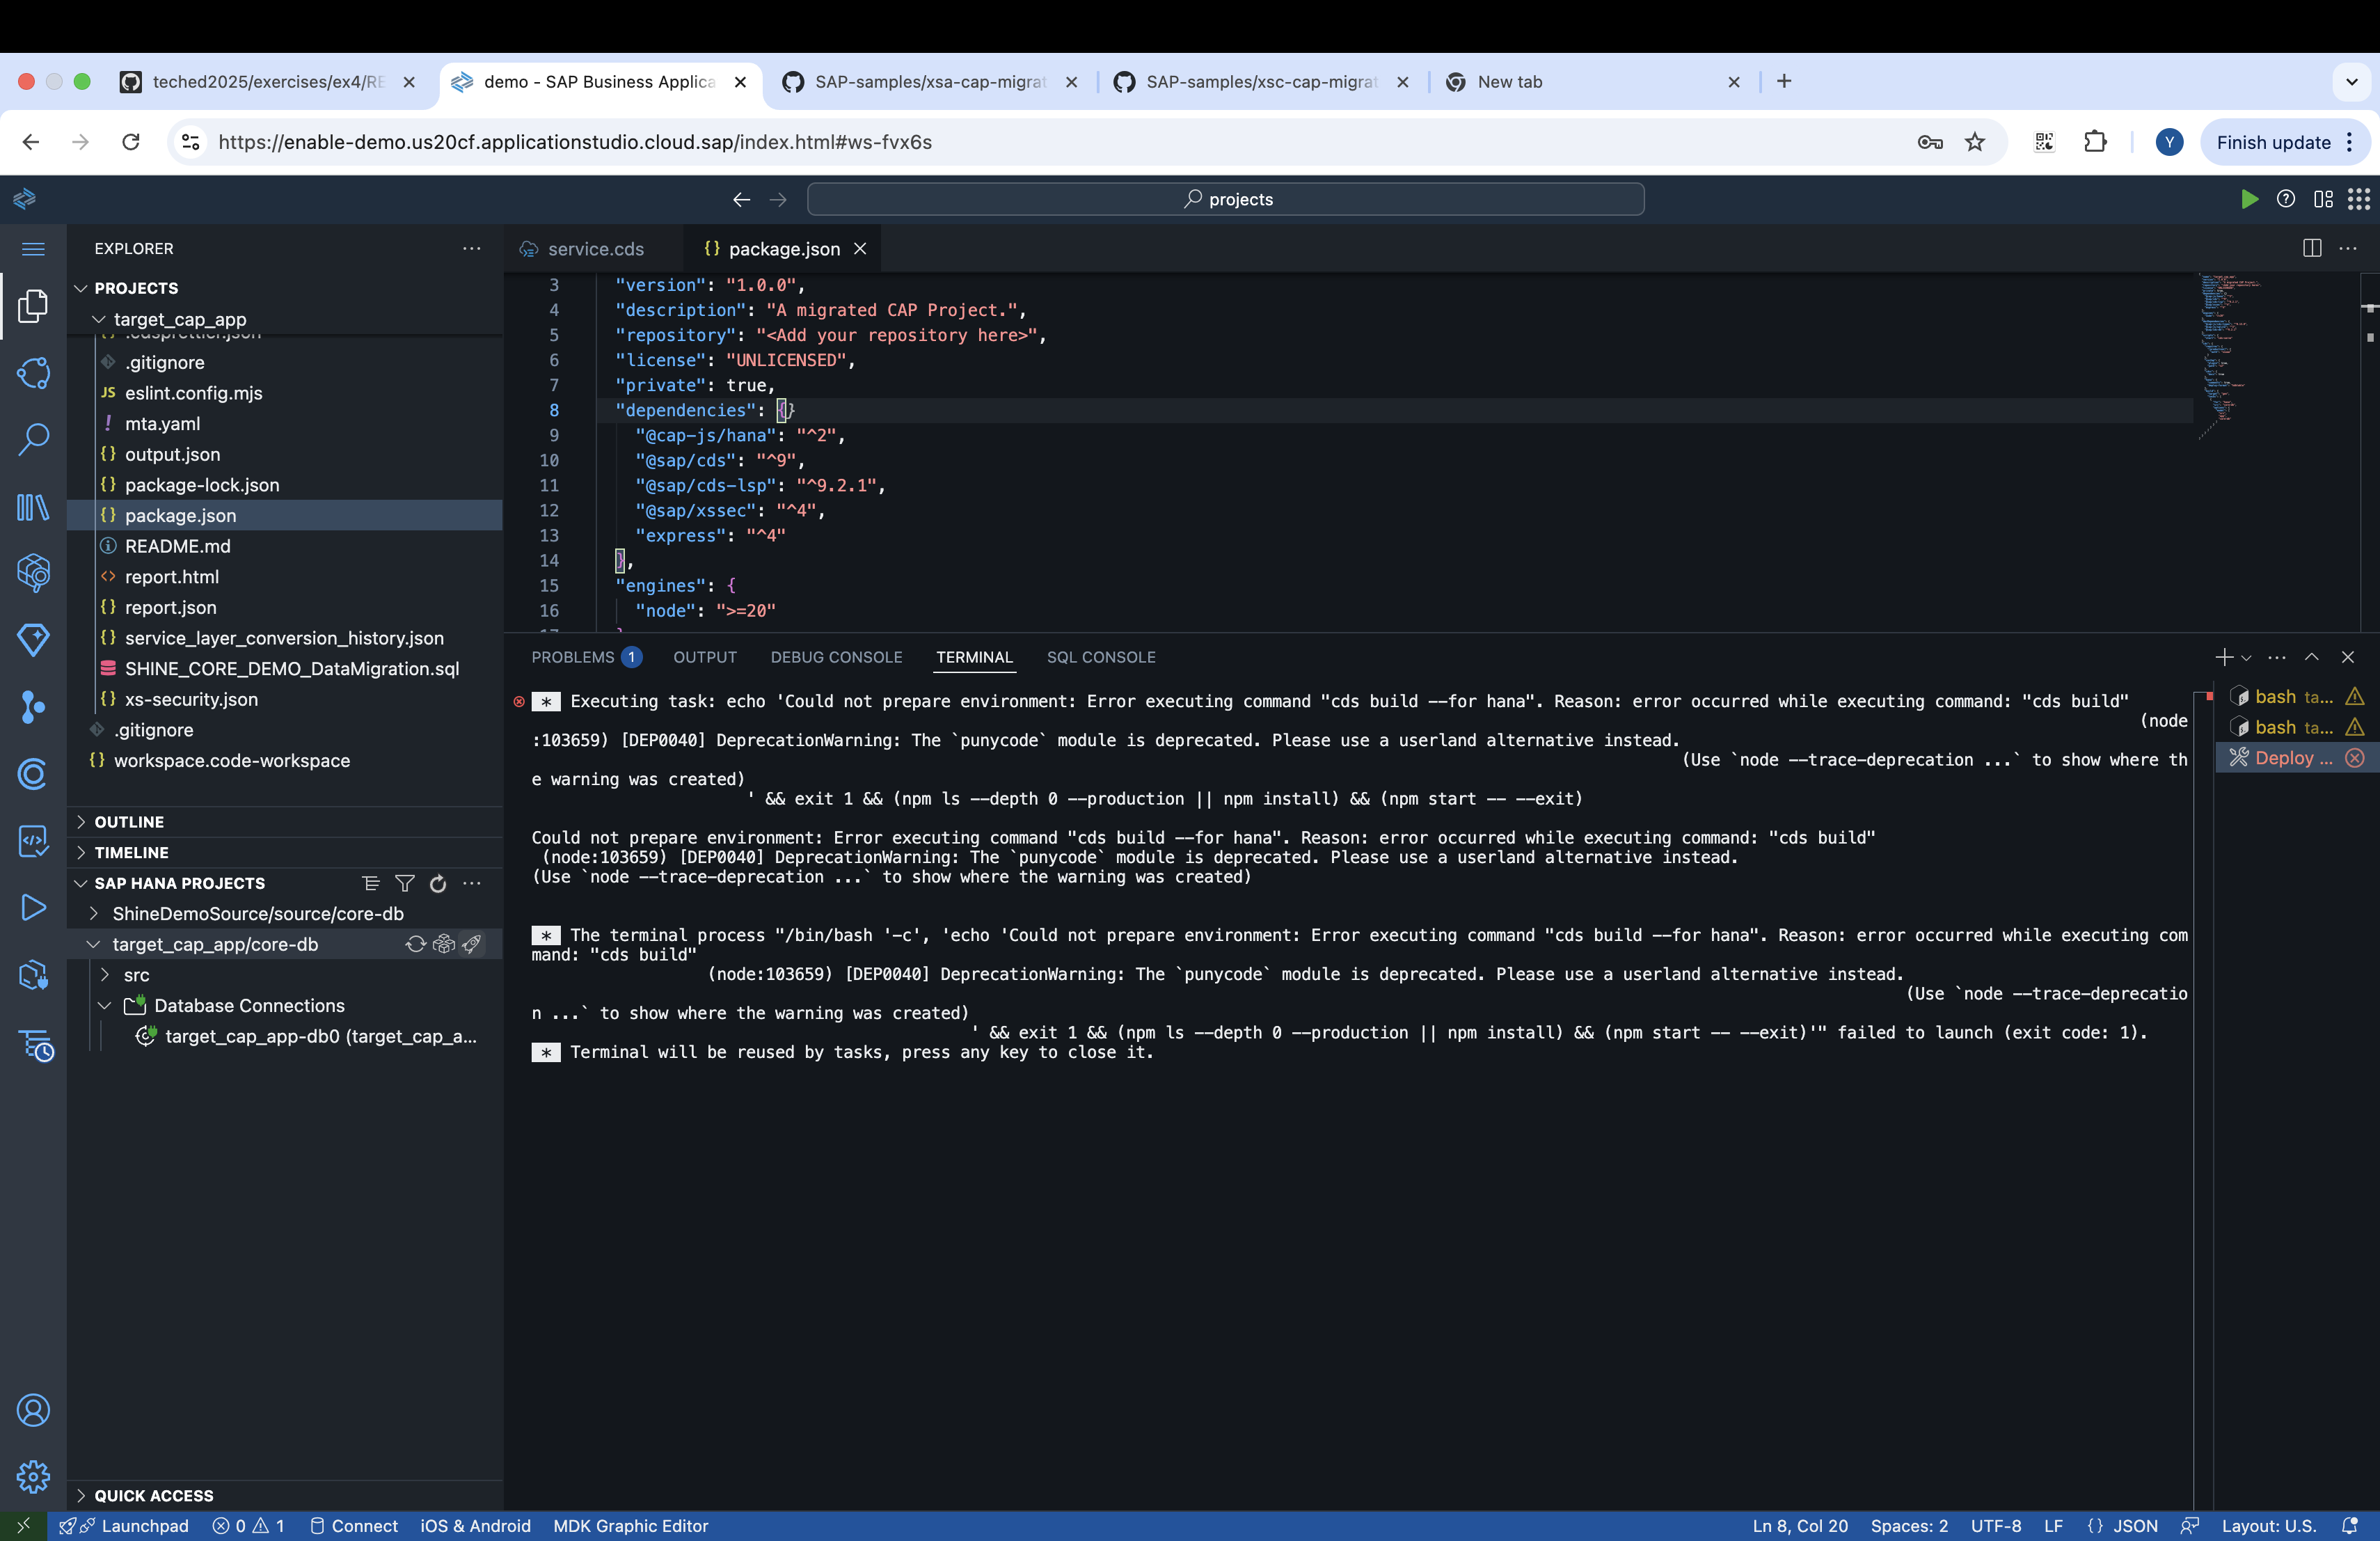 teched2025/exercises/ex4/RE
demo - SAP Business Applica
SAP-samples/xsa-cap-migrat
SAP-samples/xsc-cap-migrat
New tab
https://enable-demo.us20cf.applicationstudio.cloud.sap/index.html#ws-fvx6s
Y
Finish update
projects
EXPLORER
service.cds
{} package.json
PROJECTS
target_cap_app
.cdsprettier.json
.gitignore
JS eslint.config.mjs
! mta.yaml
{} output.json
{} package-lock.json
{} package.json
README.md
<> report.html
{} report.json
{} service_layer_conversion_history.json
SHINE_CORE_DEMO_DataMigration.sql
{} xs-security.json
.gitignore
{} workspace.code-workspace
OUTLINE
TIMELINE
SAP HANA PROJECTS
ShineDemoSource/source/core-db
target_cap_app/core-db
src
Database Connections
target_cap_app-db0 (target_cap_a...
QUICK ACCESS
3 "version": "1.0.0",
4 "description": "A migrated CAP Project.",
5 "repository": "<Add your repository here>",
6 "license": "UNLICENSED",
7 "private": true,
8 "dependencies": {}
9 "@cap-js/hana": "^2",
10 "@sap/cds": "^9",
11 "@sap/cds-lsp": "^9.2.1",
12 "@sap/xssec": "^4",
13 "express": "^4"
14 },
15 "engines": {
16 "node": ">=20"
17 }
PROBLEMS 1 OUTPUT DEBUG CONSOLE TERMINAL SQL CONSOLE
* Executing task: echo 'Could not prepare environment: Error executing command "cds build --for hana". Reason: error occurred while executing command: "cds build"
(node
:103659) [DEP0040] DeprecationWarning: The `punycode` module is deprecated. Please use a userland alternative instead.
(Use `node --trace-deprecation ...` to show where th
e warning was created)
' && exit 1 && (npm ls --depth 0 --production || npm install) && (npm start -- --exit)
Could not prepare environment: Error executing command "cds build --for hana". Reason: error occurred while executing command: "cds build"
(node:103659) [DEP0040] DeprecationWarning: The `punycode` module is deprecated. Please use a userland alternative instead.
(Use `node --trace-deprecation ...` to show where the warning was created)
* The terminal process "/bin/bash '-c', 'echo 'Could not prepare environment: Error executing command "cds build --for hana". Reason: error occurred while executing com
mand: "cds build"
(node:103659) [DEP0040] DeprecationWarning: The `punycode` module is deprecated. Please use a userland alternative instead.
(Use `node --trace-deprecatio
n ...` to show where the warning was created)
' && exit 1 && (npm ls --depth 0 --production || npm install) && (npm start -- --exit)'" failed to launch (exit code: 1).
* Terminal will be reused by tasks, press any key to close it.
bash ta...
bash ta...
Deploy ...
Launchpad 0 1 Connect iOS & Android MDK Graphic Editor
Ln 8, Col 20 Spaces: 2 UTF-8 LF {} JSON Layout: U.S.